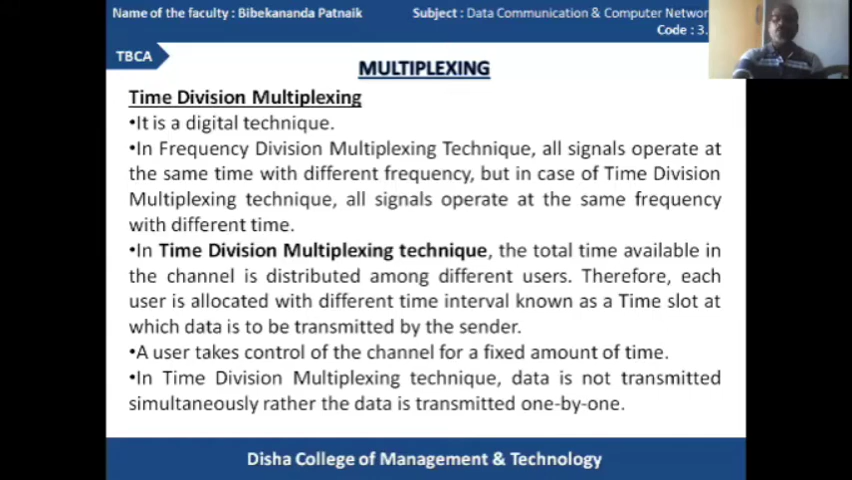 Name of the faculty : Bibekananda Patnaik
Subject : Data Communication & Computer Networ
Code : 3.
TBCA
MULTIPLEXING
Time Division Multiplexing
•It is a digital technique.
•In Frequency Division Multiplexing Technique, all signals operate at
the same time with different frequency, but in case of Time Division
Multiplexing technique, all signals operate at the same frequency
with different time.
•In Time Division Multiplexing technique, the total time available in
the channel is distributed among different users. Therefore, each
user is allocated with different time interval known as a Time slot at
which data is to be transmitted by the sender.
•A user takes control of the channel for a fixed amount of time.
•In Time Division Multiplexing technique, data is not transmitted
simultaneously rather the data is transmitted one-by-one.
Disha College of Management & Technology